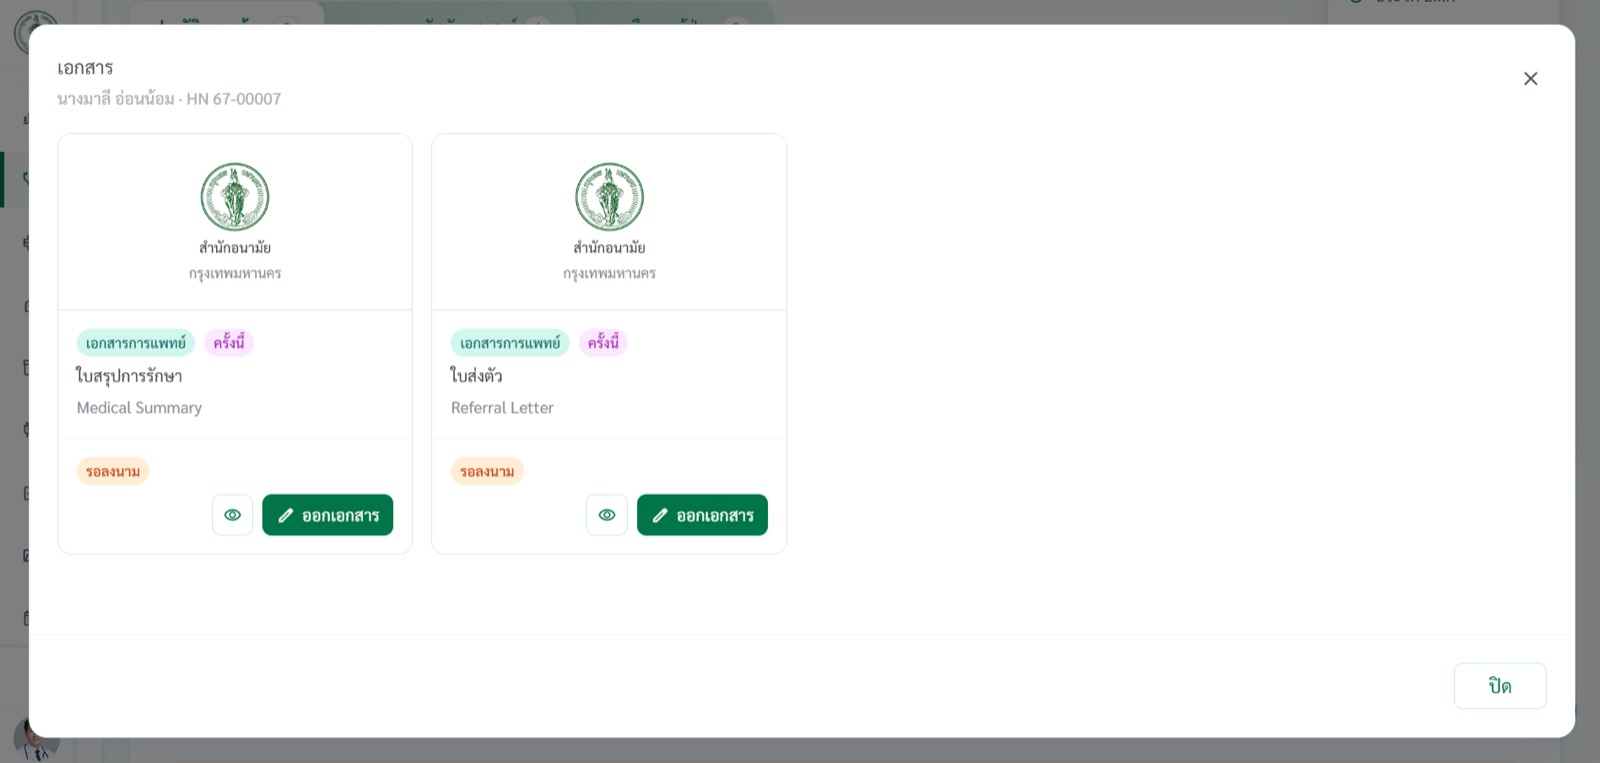 เอกสาร
นางมาลี อ่อนน้อม · HN 67-00007
สำนักอนามัย
กรุงเทพมหานคร
เอกสารการแพทย์ ครั้งนี้
ใบสรุปการรักษา
Medical Summary
รอลงนาม
ออกเอกสาร
สำนักอนามัย
กรุงเทพมหานคร
เอกสารการแพทย์ ครั้งนี้
ใบส่งตัว
Referral Letter
รอลงนาม
ออกเอกสาร
ปิด